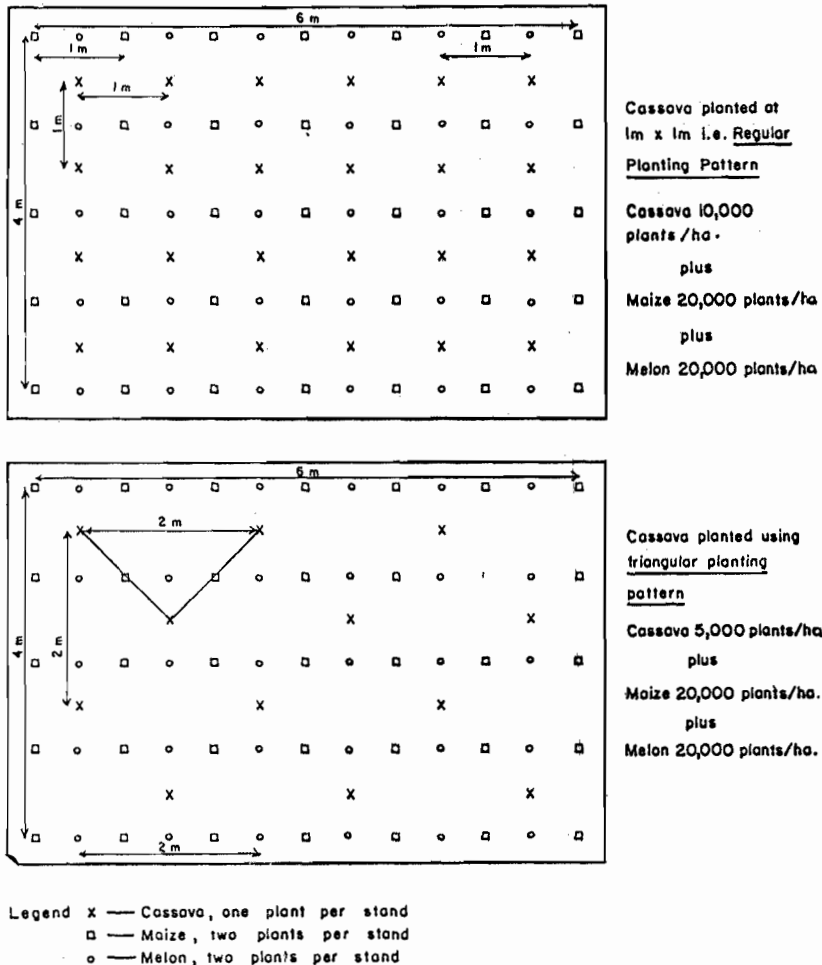 6 m
1 m
1 m
1 m
1 m
4 m
Cassava planted at
1m x 1m i.e. Regular
Planting Pattern
Cassava 10,000
plants/ha.
plus
Maize 20,000 plants/ha
plus
Melon 20,000 plants/ha
6 m
2 m
2 m
4 m
2 m
Cassava planted using
triangular planting
pattern
Cassava 5,000 plants/ha
plus
Maize 20,000 plants/ha.
plus
Melon 20,000 plants/ha.
Legend X — Cassava, one plant per stand
□ — Maize, two plants per stand
o — Melon, two plants per stand